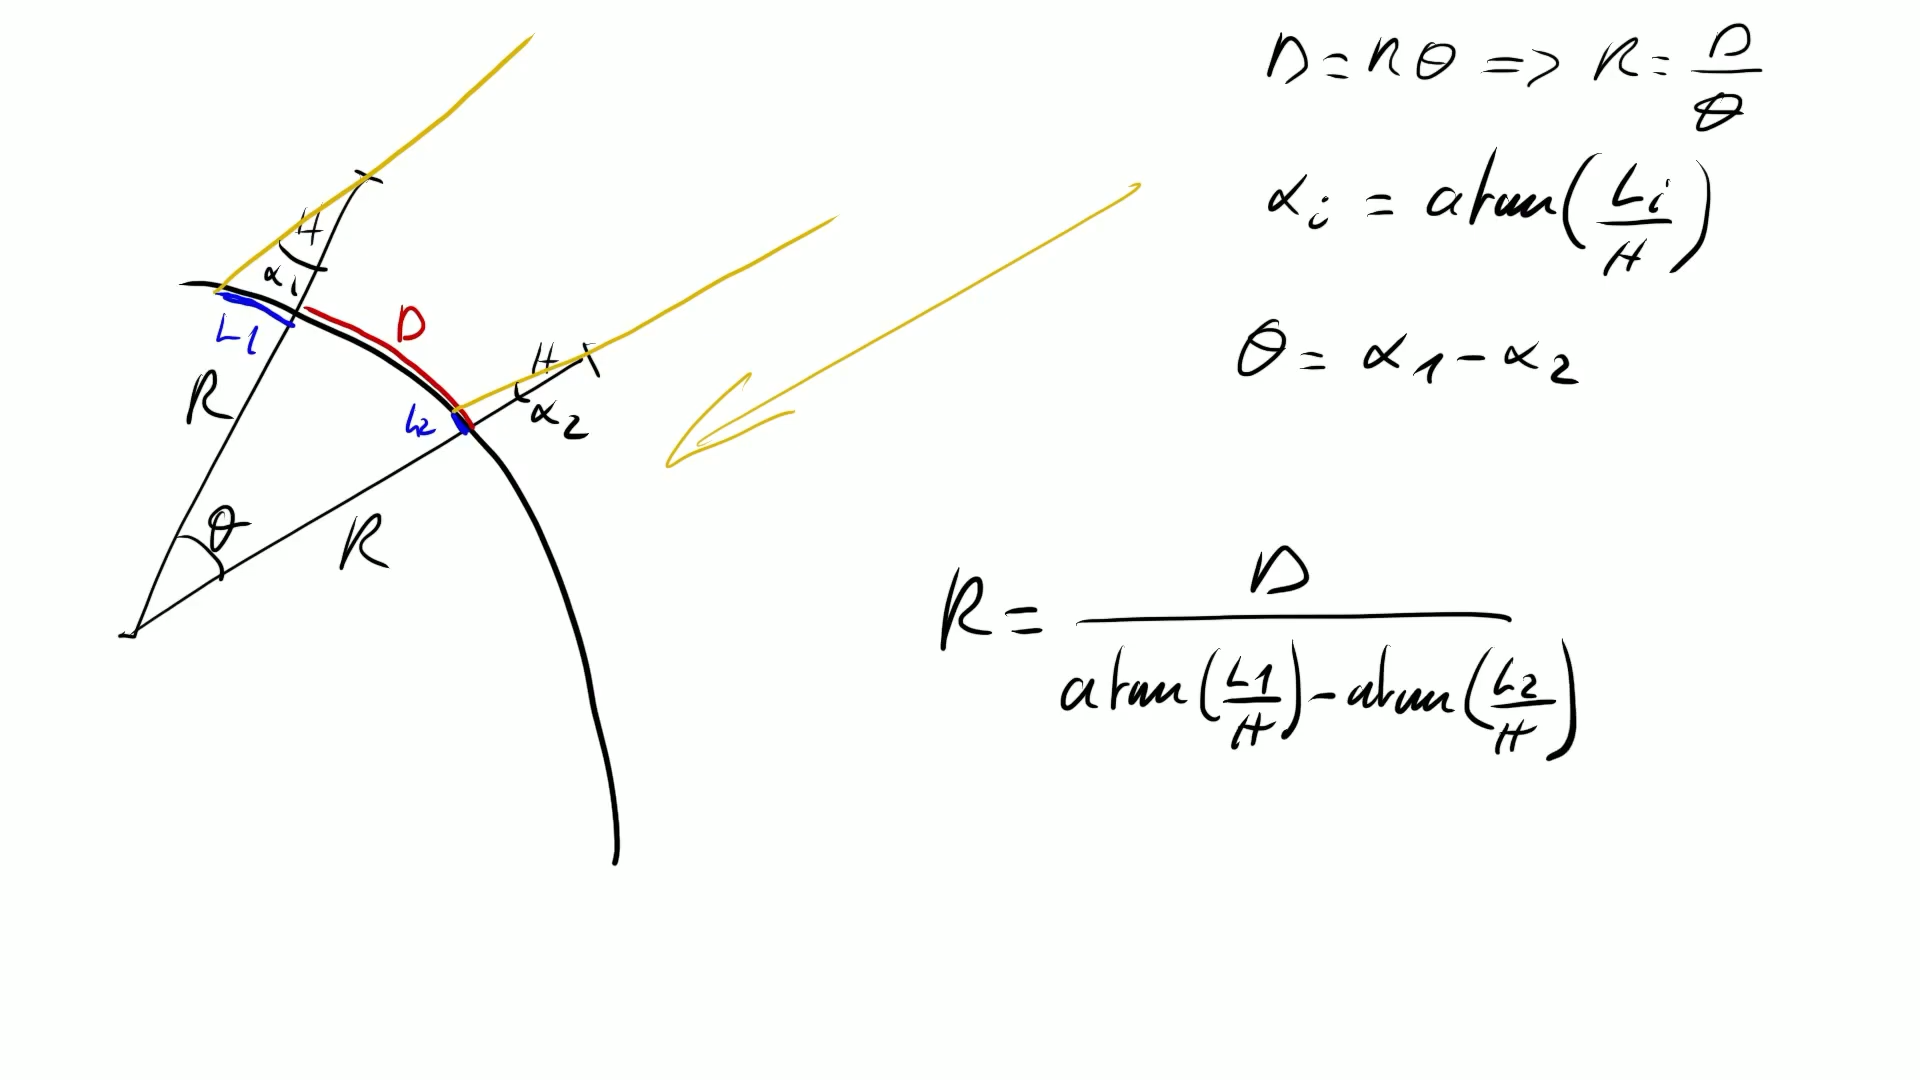 H
α1
L1
D
H
α2
L2
R
R
θ
D = Rθ => R = D/θ
αi = atan(Li/H)
θ = α1 - α2
R = D/(atan(L1/H) - atan(L2/H))